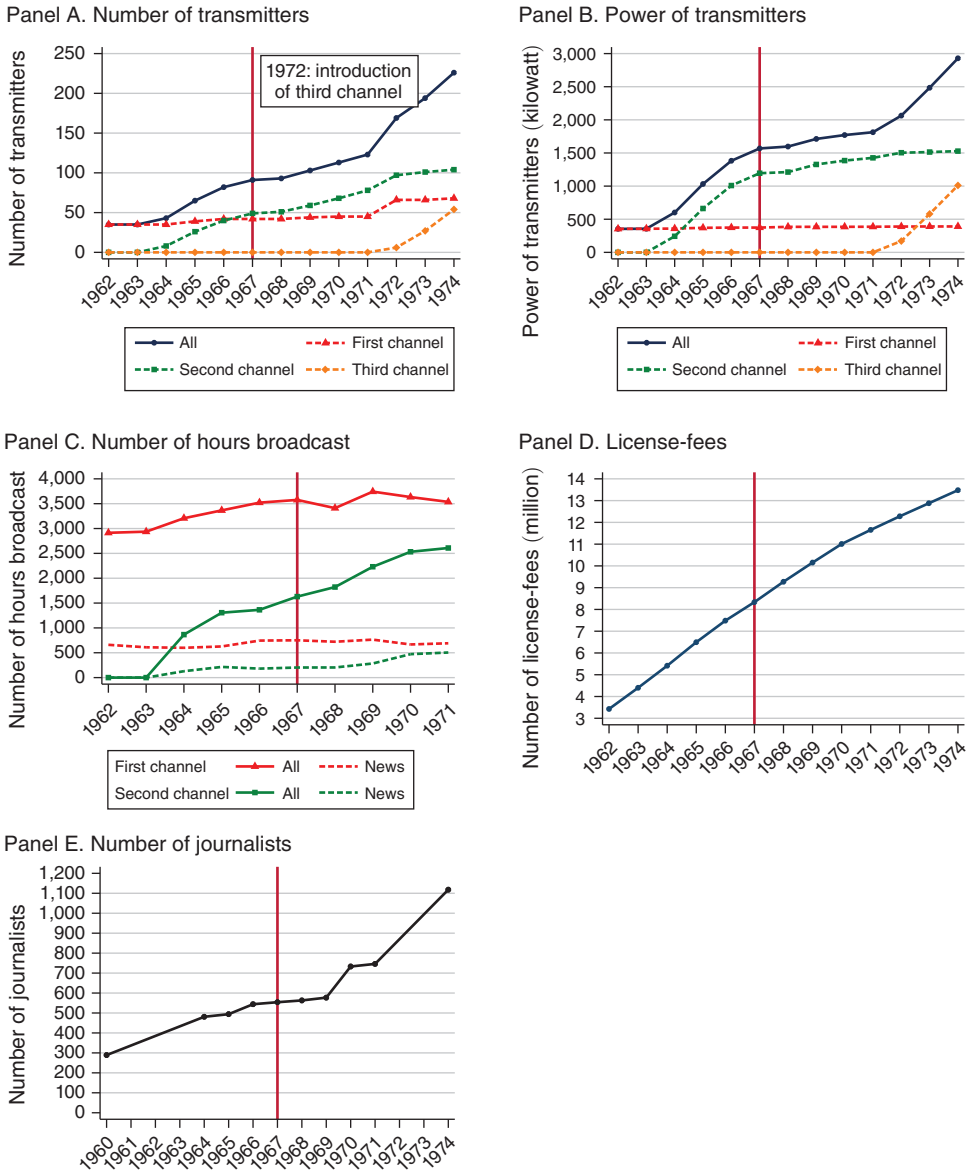 Panel A. Number of transmitters
Number of transmitters
250
200
150
100
50
0
1972: introduction
of third channel
1962 1963 1964 1965 1966 1967 1968 1969 1970 1971 1972 1973 1974
All First channel
Second channel Third channel
Panel B. Power of transmitters
Power of transmitters (kilowatt)
3,000
2,500
2,000
1,500
1,000
500
0
1962 1963 1964 1965 1966 1967 1968 1969 1970 1971 1972 1973 1974
All First channel
Second channel Third channel
Panel C. Number of hours broadcast
Number of hours broadcast
4,000
3,500
3,000
2,500
2,000
1,500
1,000
500
0
1962 1963 1964 1965 1966 1967 1968 1969 1970 1971
First channel All News
Second channel All News
Panel D. License-fees
Number of license-fees (million)
14
13
12
11
10
9
8
7
6
5
4
3
1962 1963 1964 1965 1966 1967 1968 1969 1970 1971 1972 1973 1974
Panel E. Number of journalists
Number of journalists
1,200
1,100
1,000
900
800
700
600
500
400
300
200
100
0
1960 1961 1962 1963 1964 1965 1966 1967 1968 1969 1970 1971 1972 1973 1974